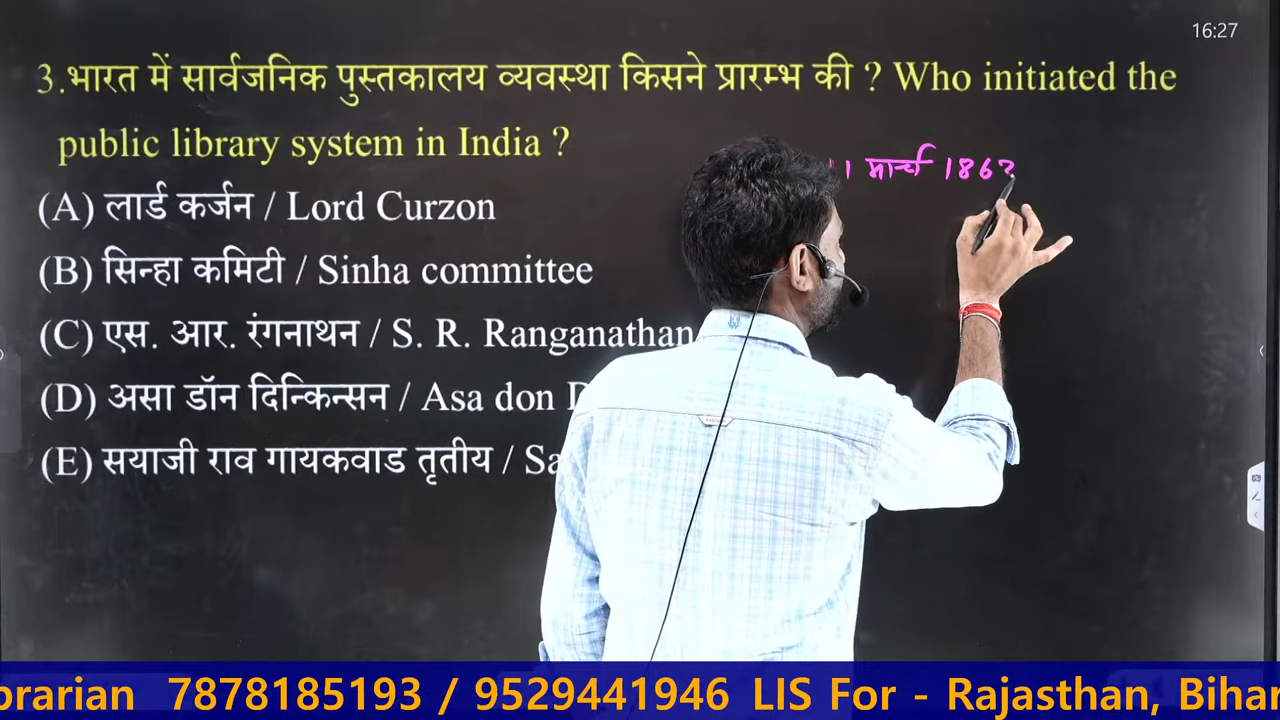 16:27
3.भारत में सार्वजनिक पुस्तकालय व्यवस्था किसने प्रारम्भ की ? Who initiated the
public library system in India ?
11 मार्च 1863
(A) लार्ड कर्जन / Lord Curzon
(B) सिन्हा कमिटी / Sinha committee
(C) एस. आर. रंगनाथन / S. R. Ranganathan
(D) असा डॉन दिन्किन्सन / Asa don
(E) सयाजी राव गायकवाड तृतीय /
7878185193 / 9529441946 LIS For - Rajasthan, Bihar